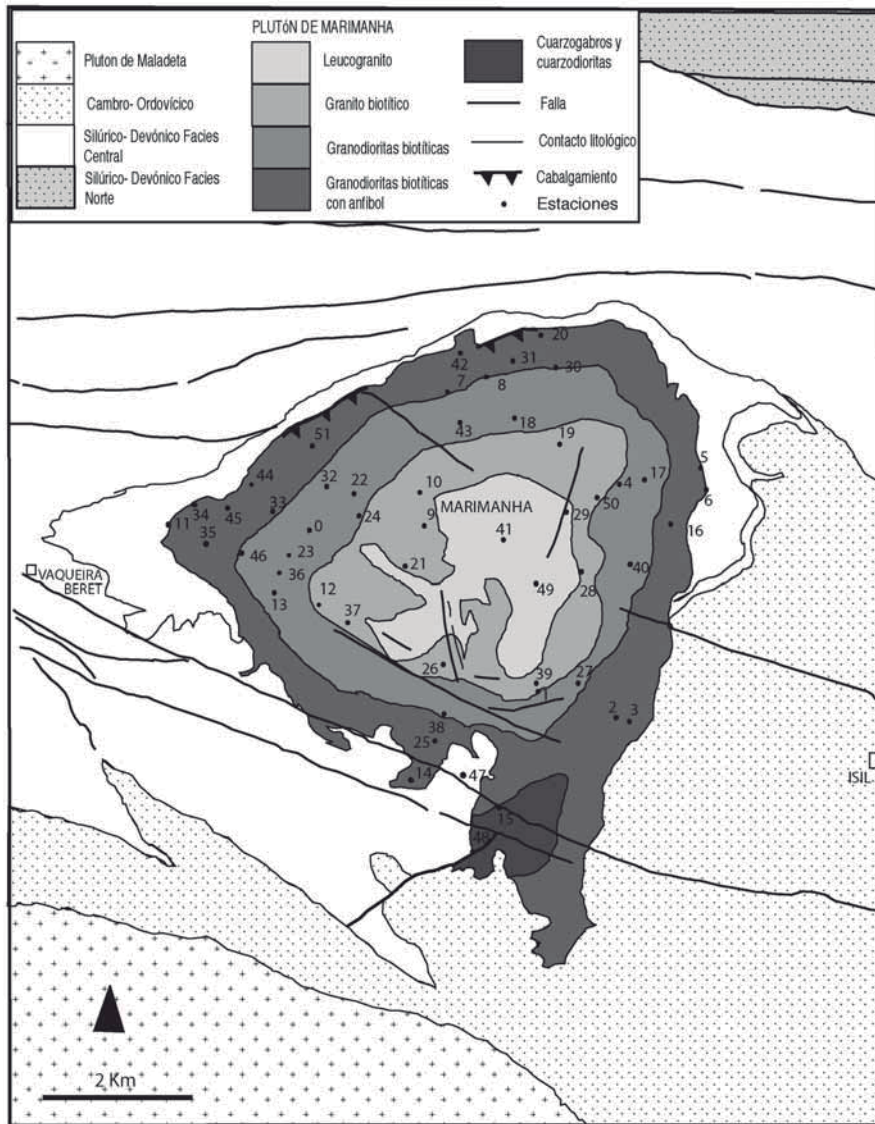 PLUTóN DE MARIMANHA
Pluton de Maladeta
Cambro- Ordovícico
Silúrico- Devónico Facies
Central
Silúrico- Devónico Facies
Norte
Leucogranito
Granito biotítico
Granodioritas biotíticas
Granodioritas biotíticas
con anfibol
Cuarzogabros y
cuarzodioritas
Falla
Contacto litológico
Cabalgamiento
Estaciones
20
42
31
30
7
8
18
43
19
51
5
44
32
22
10
4
17
6
50
34
45
33
24
MARIMANHA
9
29
11
0
16
35
41
46
23
21
VAQUEIRA
BERET
36
40
28
49
13
12
37
26
39
27
1
2
3
38
25
14
47
ISIL
15
48
2 Km